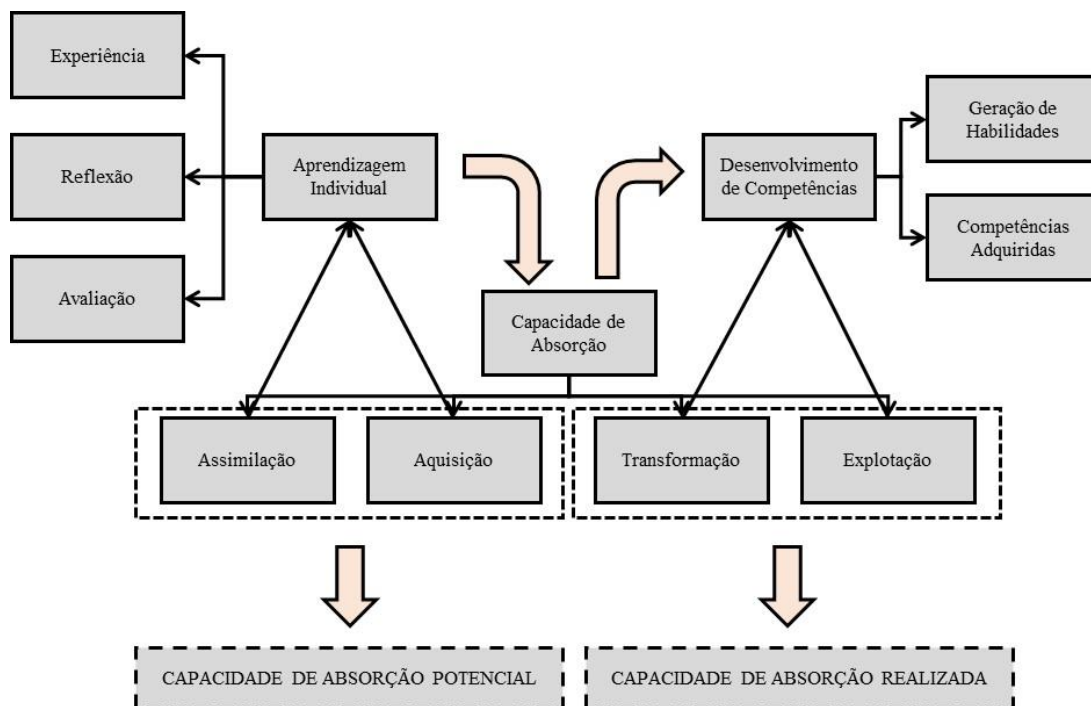 Experiência
Reflexão
Avaliação
Aprendizagem
Individual
Capacidade de
Absorção
Desenvolvimento
de Competências
Geração de
Habilidades
Competências
Adquiridas
Assimilação
Aquisição
Transformação
Explotação
CAPACIDADE DE ABSORÇÃO POTENCIAL
CAPACIDADE DE ABSORÇÃO REALIZADA